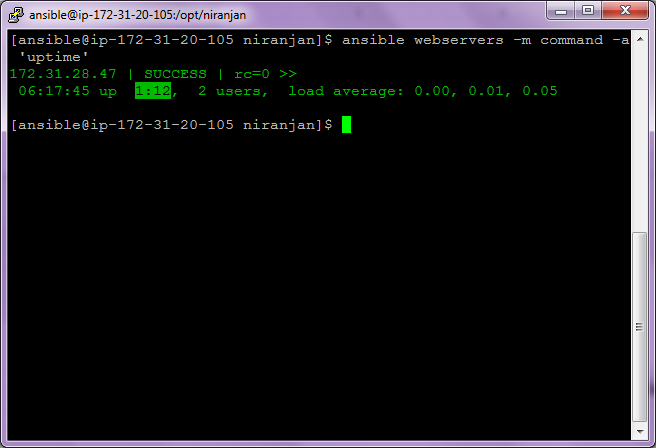 ansible@ip-172-31-20-105:/opt/niranjan
[ansible@ip-172-31-20-105 niranjan]$ ansible webservers -m command -a
 'uptime'
172.31.28.47 | SUCCESS | rc=0 >>
 06:17:45 up  1:12,  2 users,  load average: 0.00, 0.01, 0.05
[ansible@ip-172-31-20-105 niranjan]$